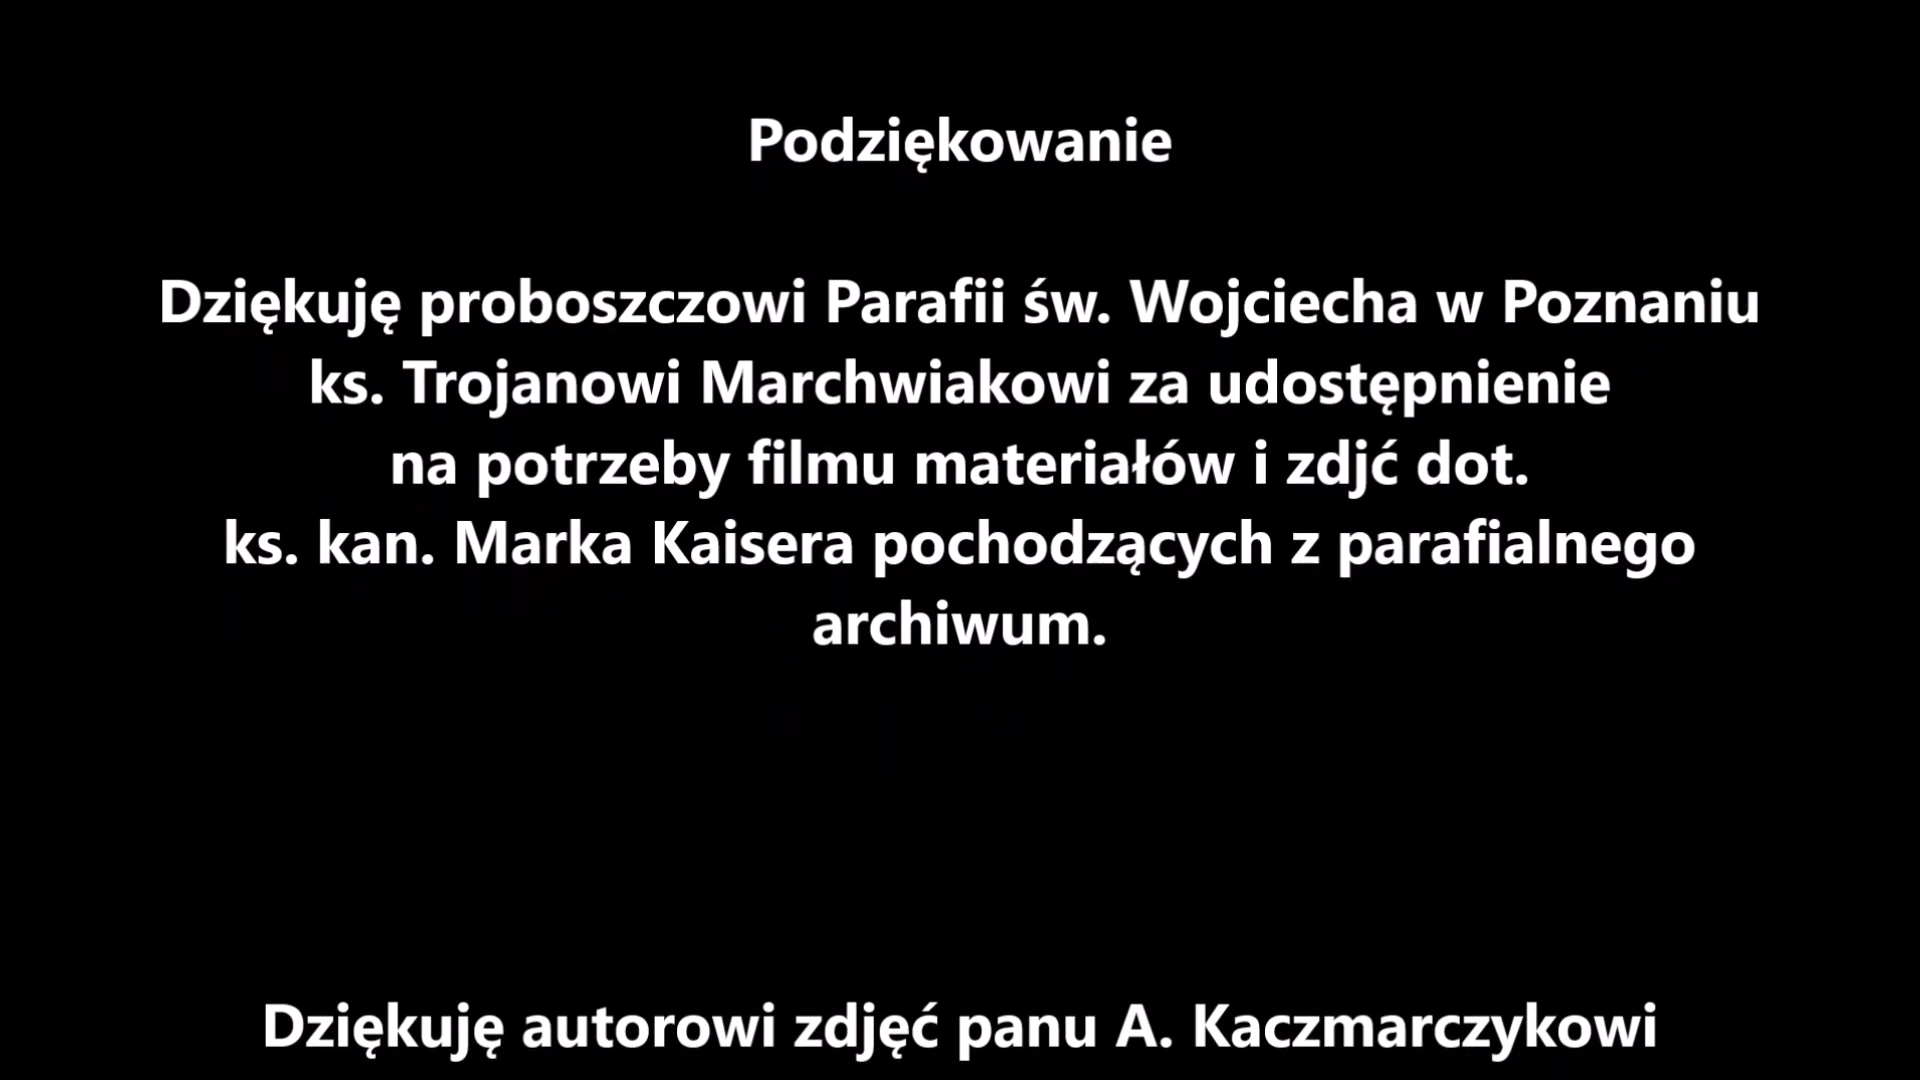 Podziękowanie
Dziękuję proboszczowi Parafii św. Wojciecha w Poznaniu
ks. Trojanowi Marchwiakowi za udostępnienie
na potrzeby filmu materiałów i zdjć dot.
ks. kan. Marka Kaisera pochodzących z parafialnego
archiwum.
Dziękuję autorowi zdjęć panu A. Kaczmarczykowi